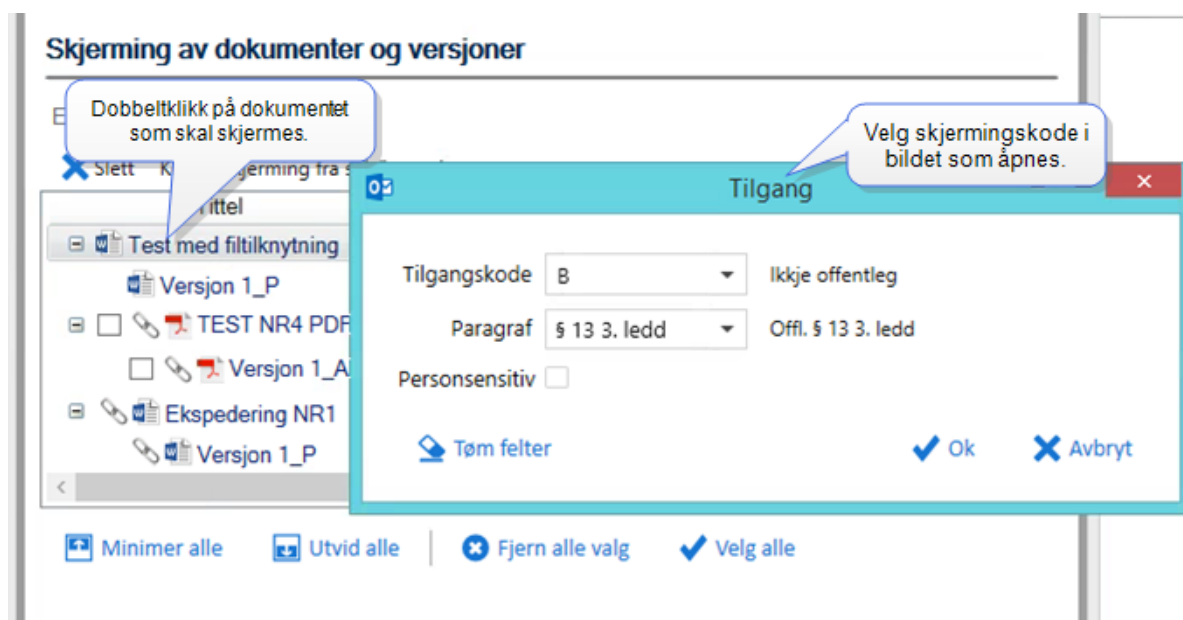 Skjerming av dokumenter og versjoner
Dobbeltklikk på dokumentet
som skal skjermes.
Velg skjermingskode i
bildet som åpnes.
Slett
Tilgang
Tittel
Test med filtilknytning
Versjon 1_P
TEST NR4 PDF
Versjon 1_A
Ekspedering NR1
Versjon 1_P
Tilgangskode B Ikkje offentleg
Paragraf § 13 3. ledd Offl. § 13 3. ledd
Personsensitiv
Tøm felter Ok Avbryt
Minimer alle Utvid alle Fjern alle valg Velg alle